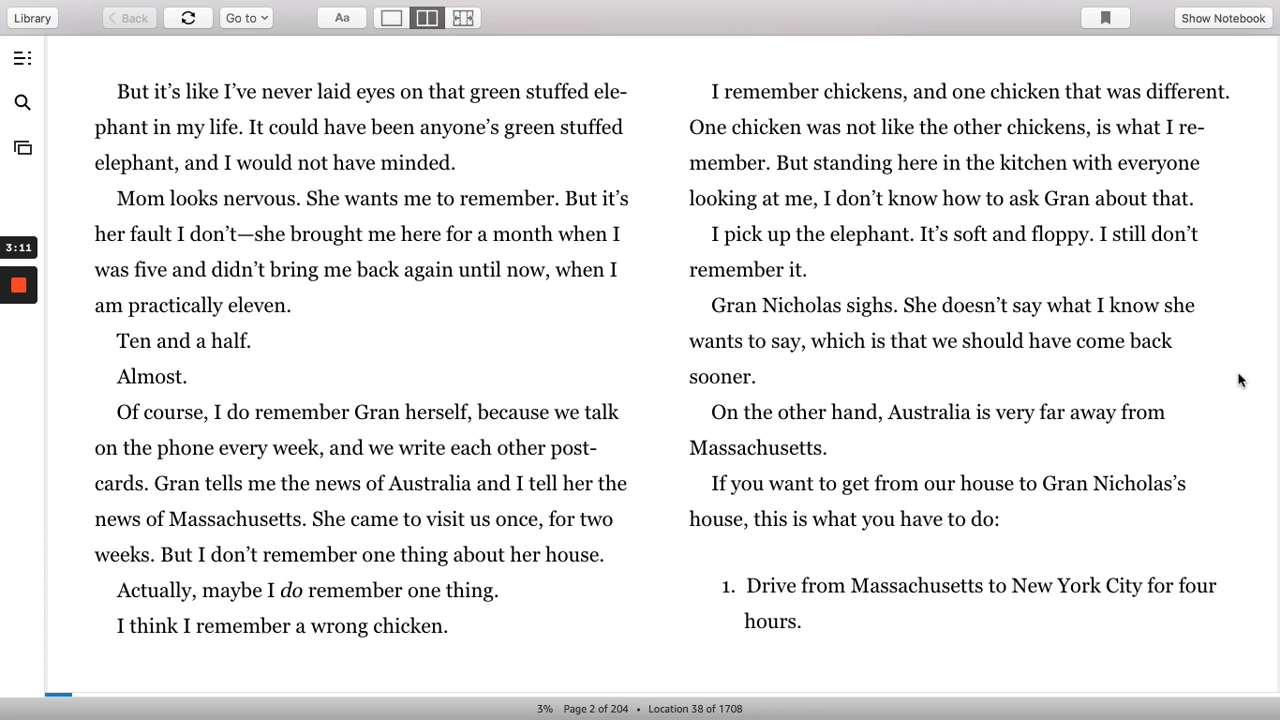 Library
Back
Go to
Aa
Show Notebook
But it’s like I’ve never laid eyes on that green stuffed ele-
phant in my life. It could have been anyone’s green stuffed
elephant, and I would not have minded.
Mom looks nervous. She wants me to remember. But it’s
her fault I don’t—she brought me here for a month when I
was five and didn’t bring me back again until now, when I
am practically eleven.
Ten and a half.
Almost.
Of course, I do remember Gran herself, because we talk
on the phone every week, and we write each other post-
cards. Gran tells me the news of Australia and I tell her the
news of Massachusetts. She came to visit us once, for two
weeks. But I don’t remember one thing about her house.
Actually, maybe I do remember one thing.
I think I remember a wrong chicken.
I remember chickens, and one chicken that was different.
One chicken was not like the other chickens, is what I re-
member. But standing here in the kitchen with everyone
looking at me, I don’t know how to ask Gran about that.
I pick up the elephant. It’s soft and floppy. I still don’t
remember it.
Gran Nicholas sighs. She doesn’t say what I know she
wants to say, which is that we should have come back
sooner.
On the other hand, Australia is very far away from
Massachusetts.
If you want to get from our house to Gran Nicholas’s
house, this is what you have to do:
1. Drive from Massachusetts to New York City for four
hours.
3:11
3% Page 2 of 204 • Location 38 of 1708